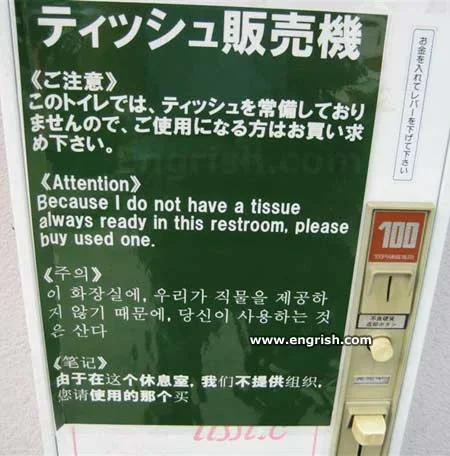 ティッシュ販売機
《ご注意》
このトイレでは、ティッシュを常備しており
ませんので、ご使用になる方はお買い求
め下さい。
《Attention》
Because I do not have a tissue
always ready in this restroom, please
buy used one.
《주의》
이 화장실에, 우리가 직물을 제공하
지 않기 때문에, 당신이 사용하는 것
은 산다
《笔记》
由于在这个休息室, 我们不提供组织,
您请使用的那个买
お金を入れてレバーを下げて下さい
100
www.engrish.com
engrish.com